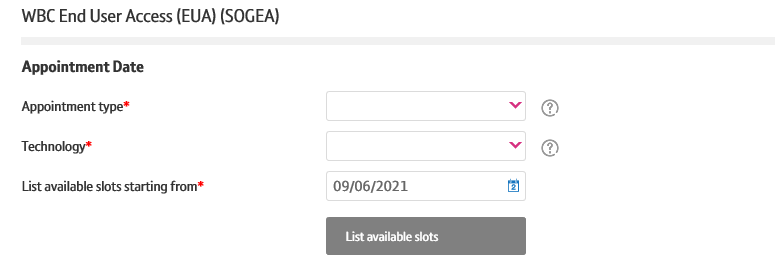 WBC End User Access (EUA) (SOGEA)
Appointment Date
Appointment type*
?
Technology*
?
List available slots starting from* 09/06/2021
2
List available slots